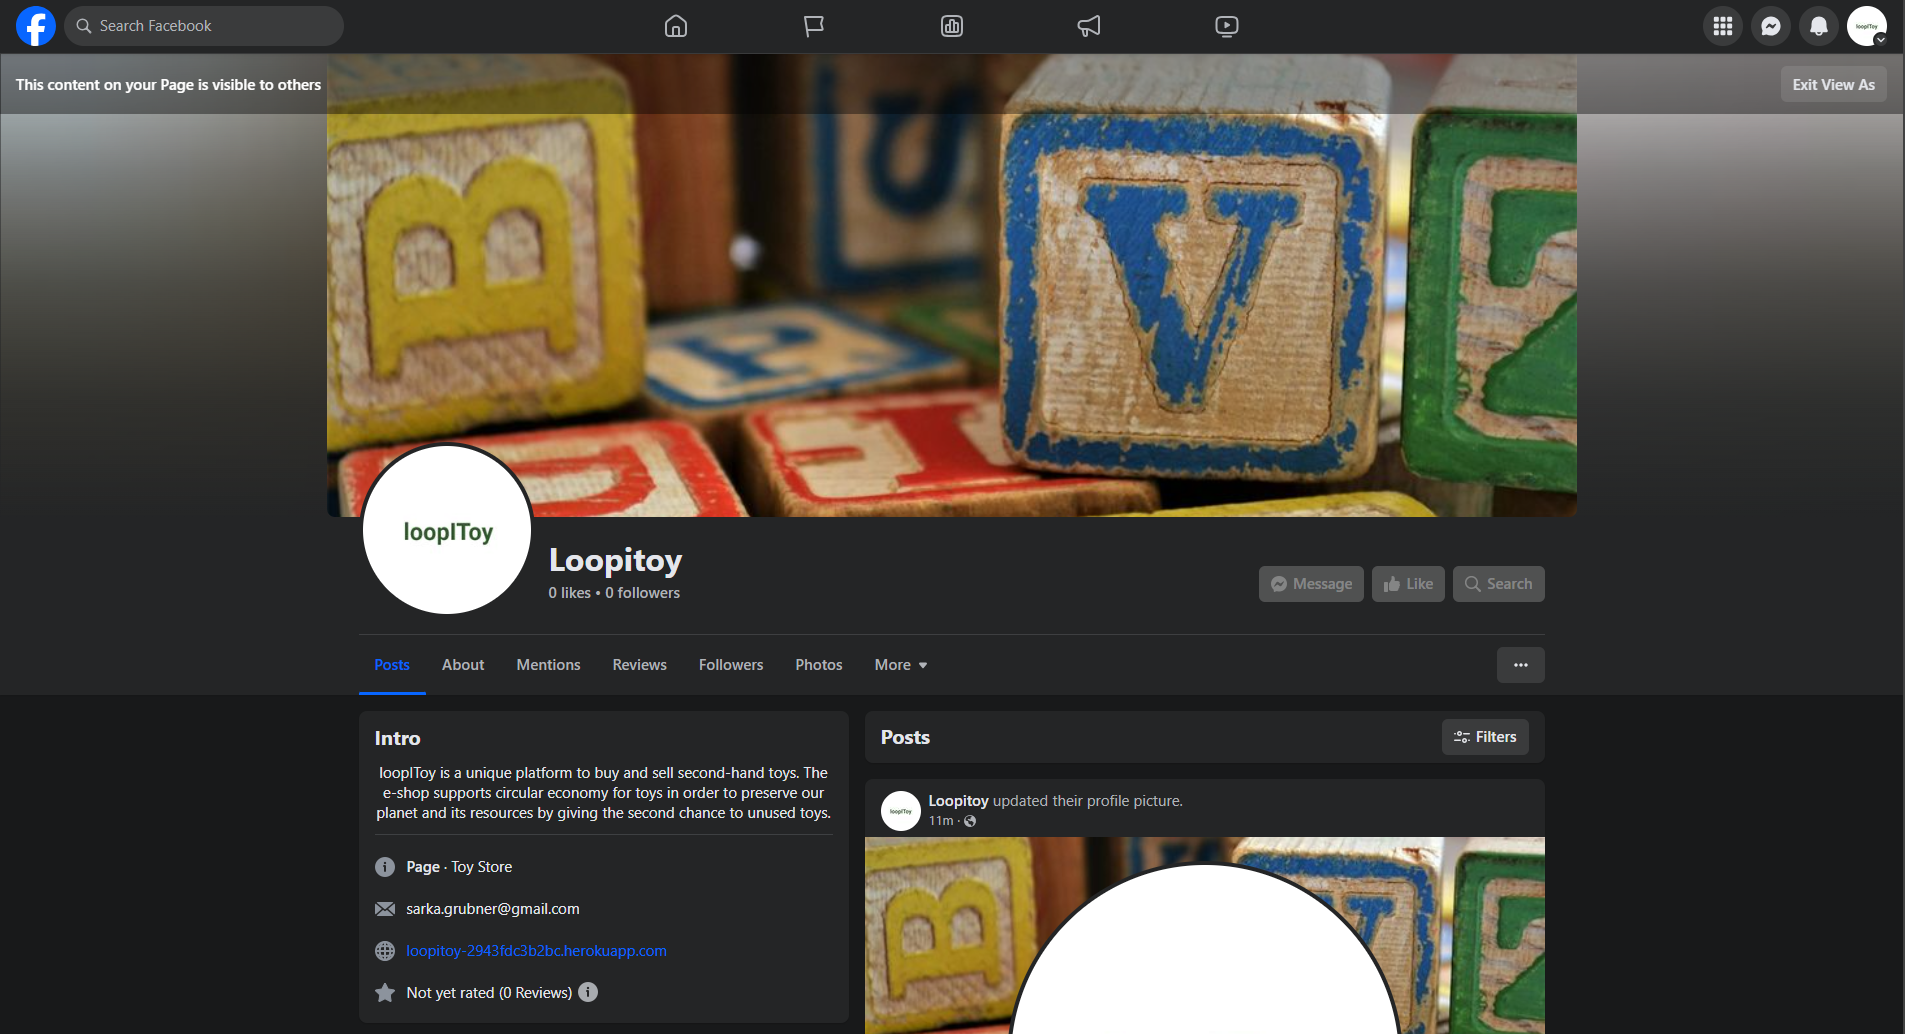 Search Facebook
loopIToy
This content on your Page is visible to others
Exit View As
B
V
loopIToy
Loopitoy
0 likes • 0 followers
Message
Like
Search
Posts
About
Mentions
Reviews
Followers
Photos
More
Intro
loopIToy is a unique platform to buy and sell second-hand toys. The
e-shop supports circular economy for toys in order to preserve our
planet and its resources by giving the second chance to unused toys.
Page · Toy Store
sarka.grubner@gmail.com
loopitoy-2943fdc3b2bc.herokuapp.com
Not yet rated (0 Reviews)
Posts
Filters
loopIToy
Loopitoy updated their profile picture.
11m ·
B